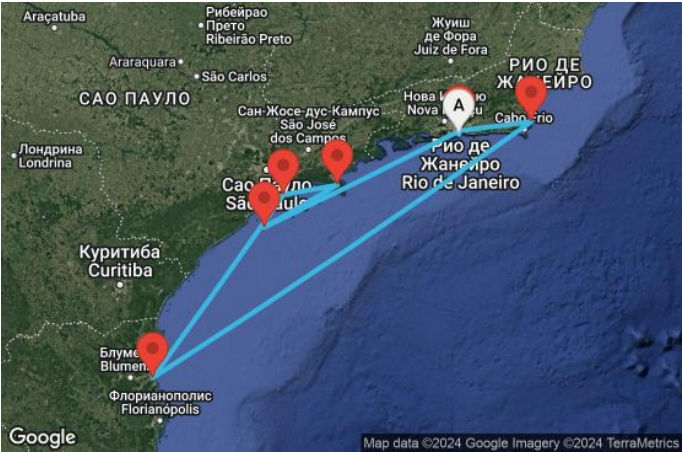 Araçatuba
Рибейрао
Прето
Ribeirão Preto
Жуиш
де Фора
Juiz de Fora
Araraquara
São Carlos
РИО ДЕ
ЖАНЕЙРО
САО ПАУЛО
Нова
Nova
A
Cabo Frio
Сан-Жосе-дус-Кампус
São José
dos Campos
Лондрина
Londrina
Рио де
Жанейро
Rio de Janeiro
Сао Пауло
São Paulo
Куритиба
Curitiba
Флорианополис
Florianópolis
Google
Map data ©2024 Google Imagery ©2024 TerraMetrics